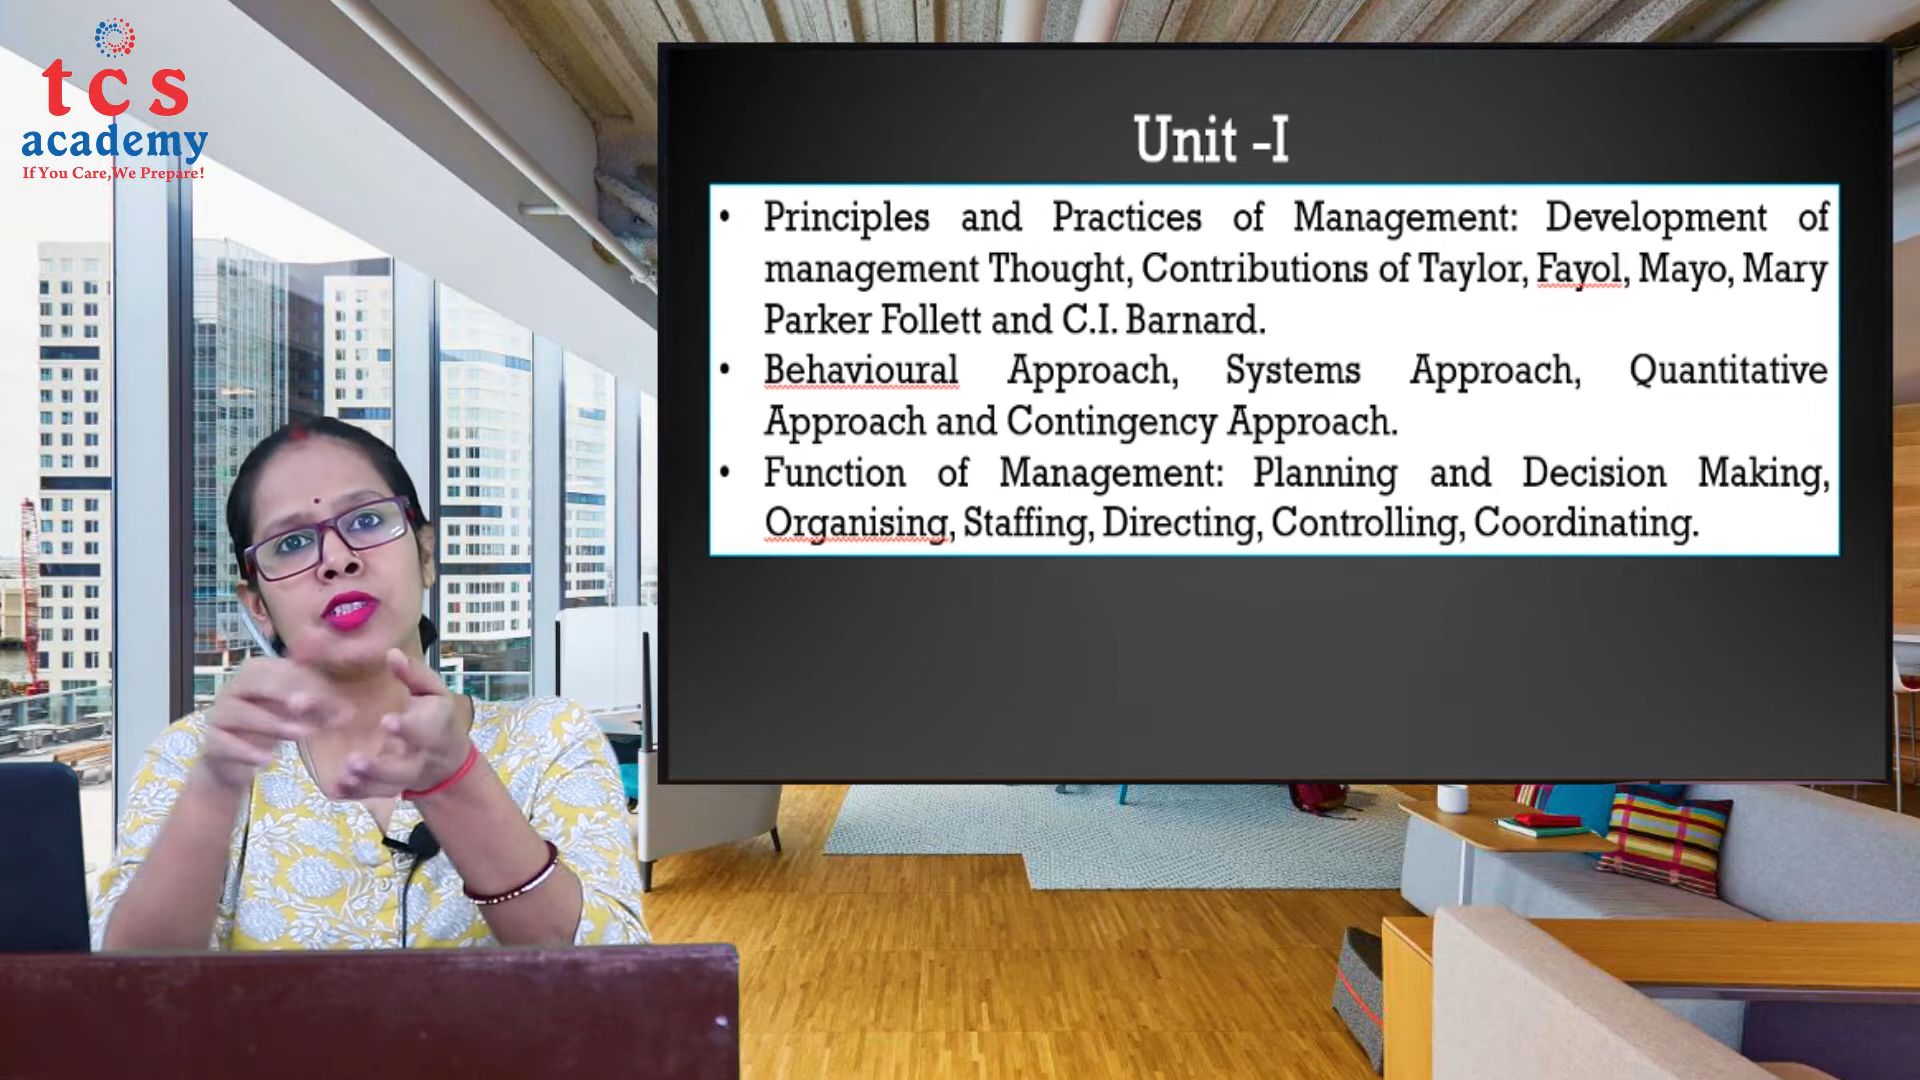 tcs
academy
If You Care,We Prepare!
Unit -I
• Principles and Practices of Management: Development of
management Thought, Contributions of Taylor, Fayol, Mayo, Mary
Parker Follett and C.I. Barnard.
• Behavioural Approach, Systems Approach, Quantitative
Approach and Contingency Approach.
• Function of Management: Planning and Decision Making,
Organising, Staffing, Directing, Controlling, Coordinating.